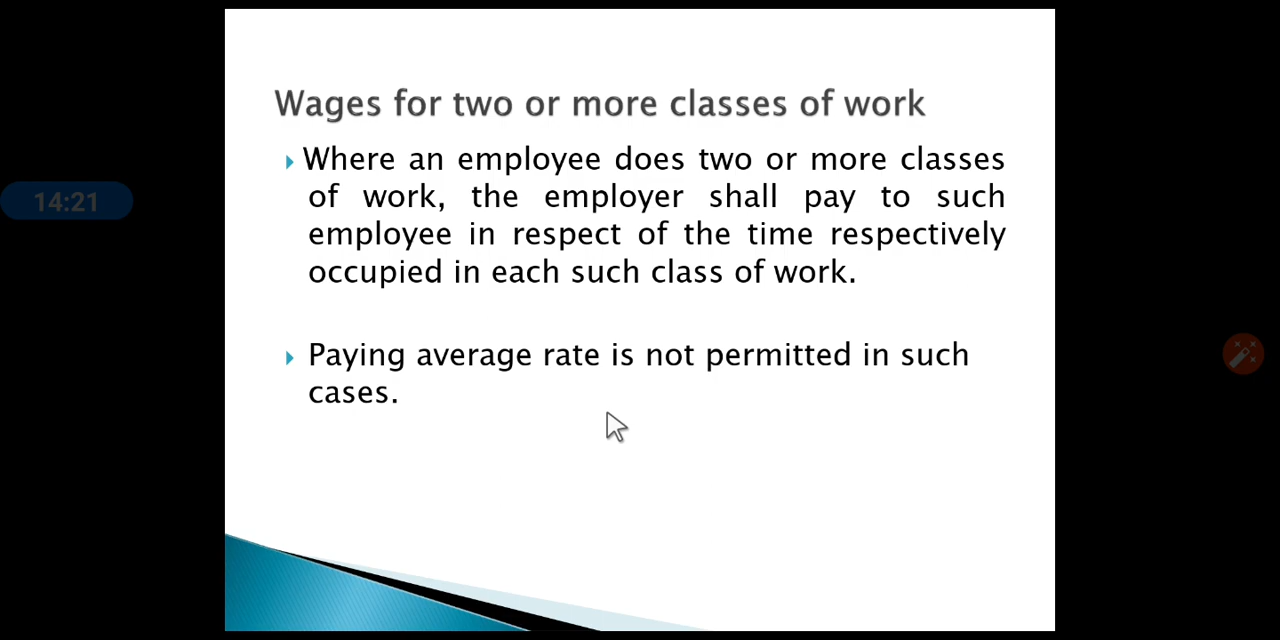 Wages for two or more classes of work
Where an employee does two or more classes
of work, the employer shall pay to such
employee in respect of the time respectively
occupied in each such class of work.
Paying average rate is not permitted in such
cases.
14:21